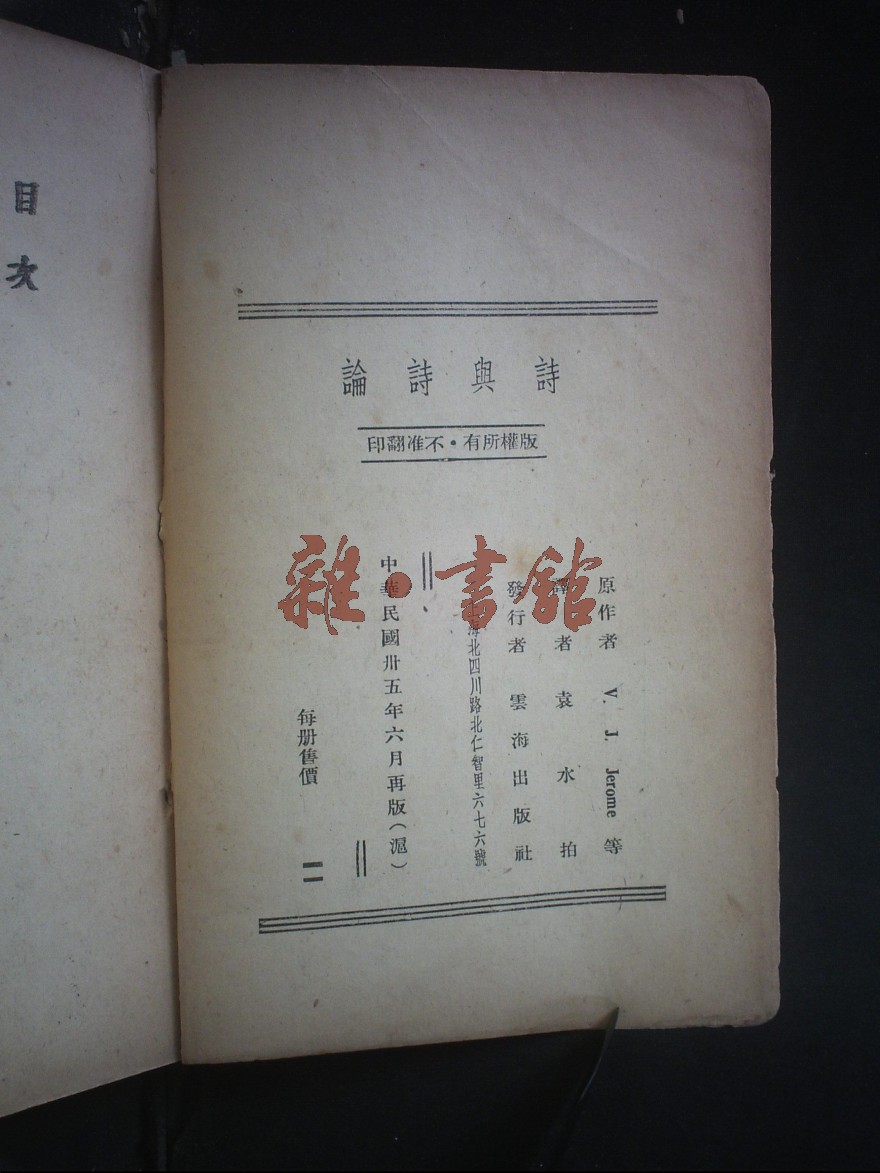 詩與詩論
版權所有・不准翻印
原作者 V. J. Jerome 等
譯者 袁水拍
發行者 雲海出版社
上海北四川路北仁智里六七六號
中華民國卅五年六月再版(滬)
每册售價
目次
雜・書館